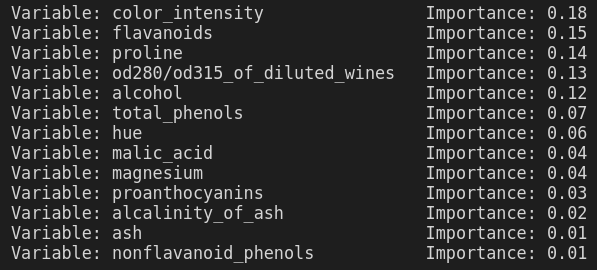 Variable: color_intensity Importance: 0.18
Variable: flavanoids Importance: 0.15
Variable: proline Importance: 0.14
Variable: od280/od315_of_diluted_wines Importance: 0.13
Variable: alcohol Importance: 0.12
Variable: total_phenols Importance: 0.07
Variable: hue Importance: 0.06
Variable: malic_acid Importance: 0.04
Variable: magnesium Importance: 0.04
Variable: proanthocyanins Importance: 0.03
Variable: alcalinity_of_ash Importance: 0.02
Variable: ash Importance: 0.01
Variable: nonflavanoid_phenols Importance: 0.01